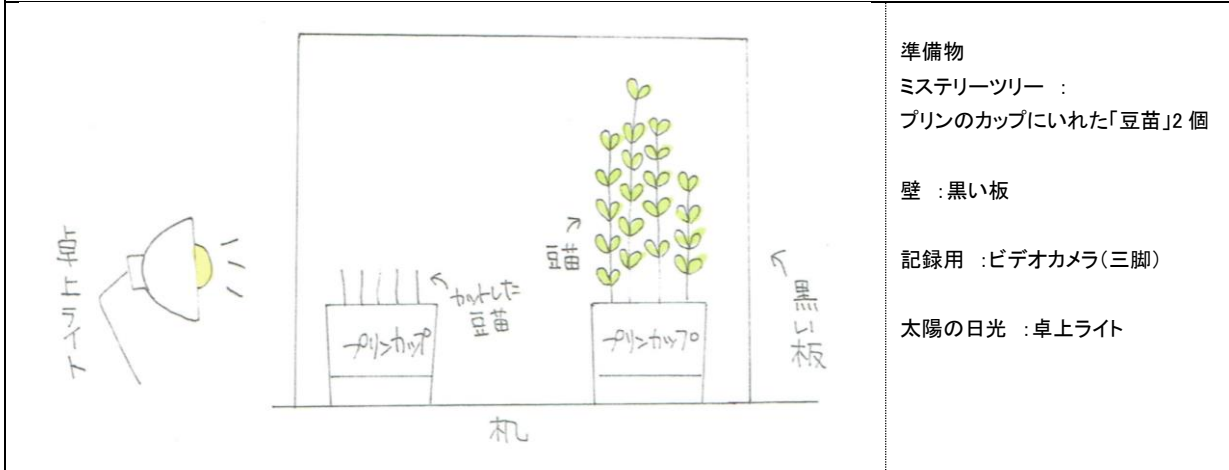 卓上ライト
カットした
豆苗
プリンカップ
豆苗
プリンカップ
黒い板
机
準備物
ミステリーツリー :
プリンのカップにいれた「豆苗」2 個
壁 :黒い板
記録用 :ビデオカメラ(三脚)
太陽の日光 :卓上ライト